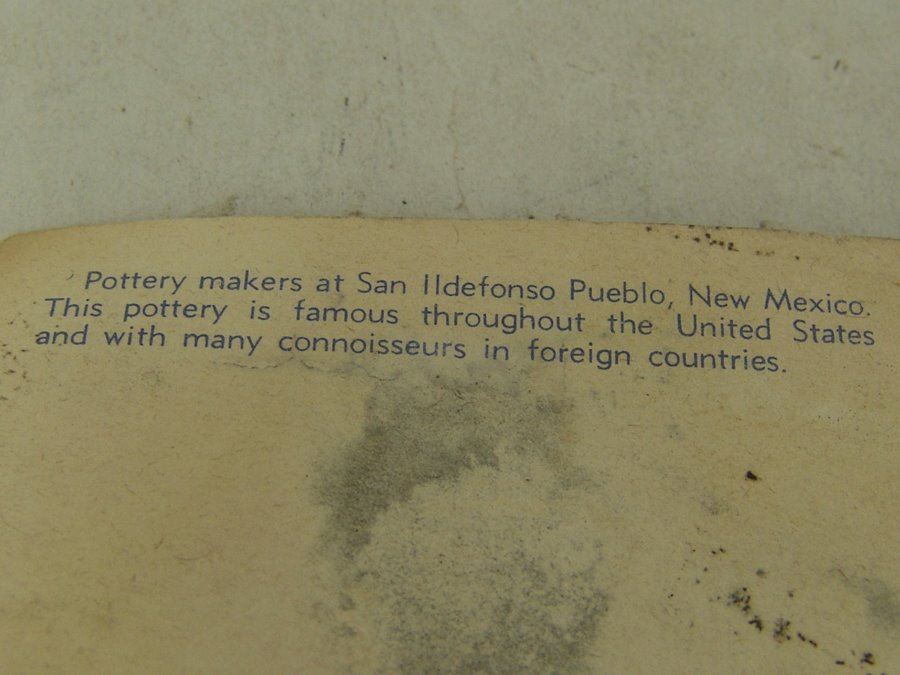 Pottery makers at San Ildefonso Pueblo, New Mexico.
This pottery is famous throughout the United States
and with many connoisseurs in foreign countries.